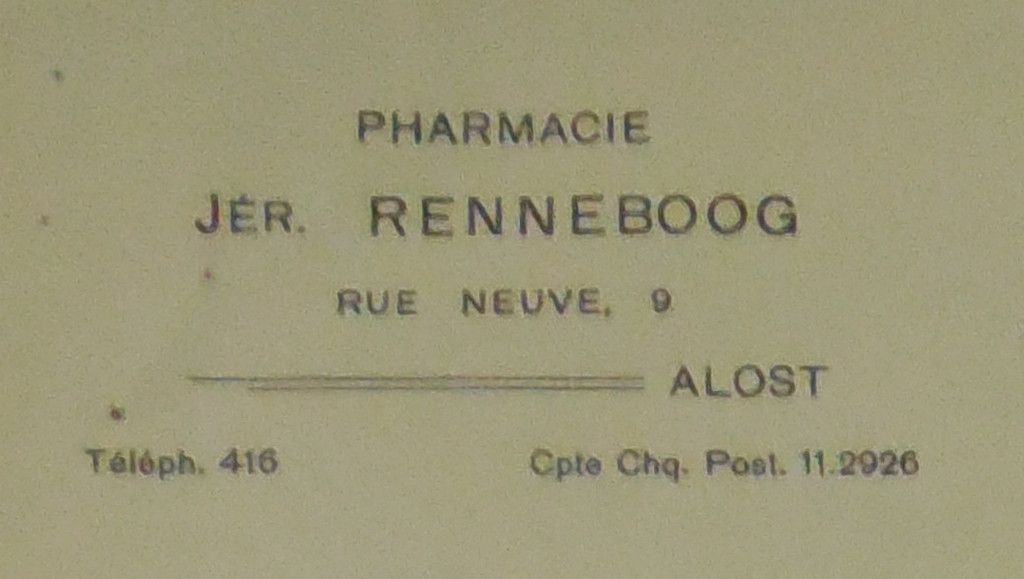 PHARMACIE
JÉR. RENNEBOOG
RUE NEUVE, 9
ALOST
Téléph. 416 Cpte Chq. Post. 11.2926